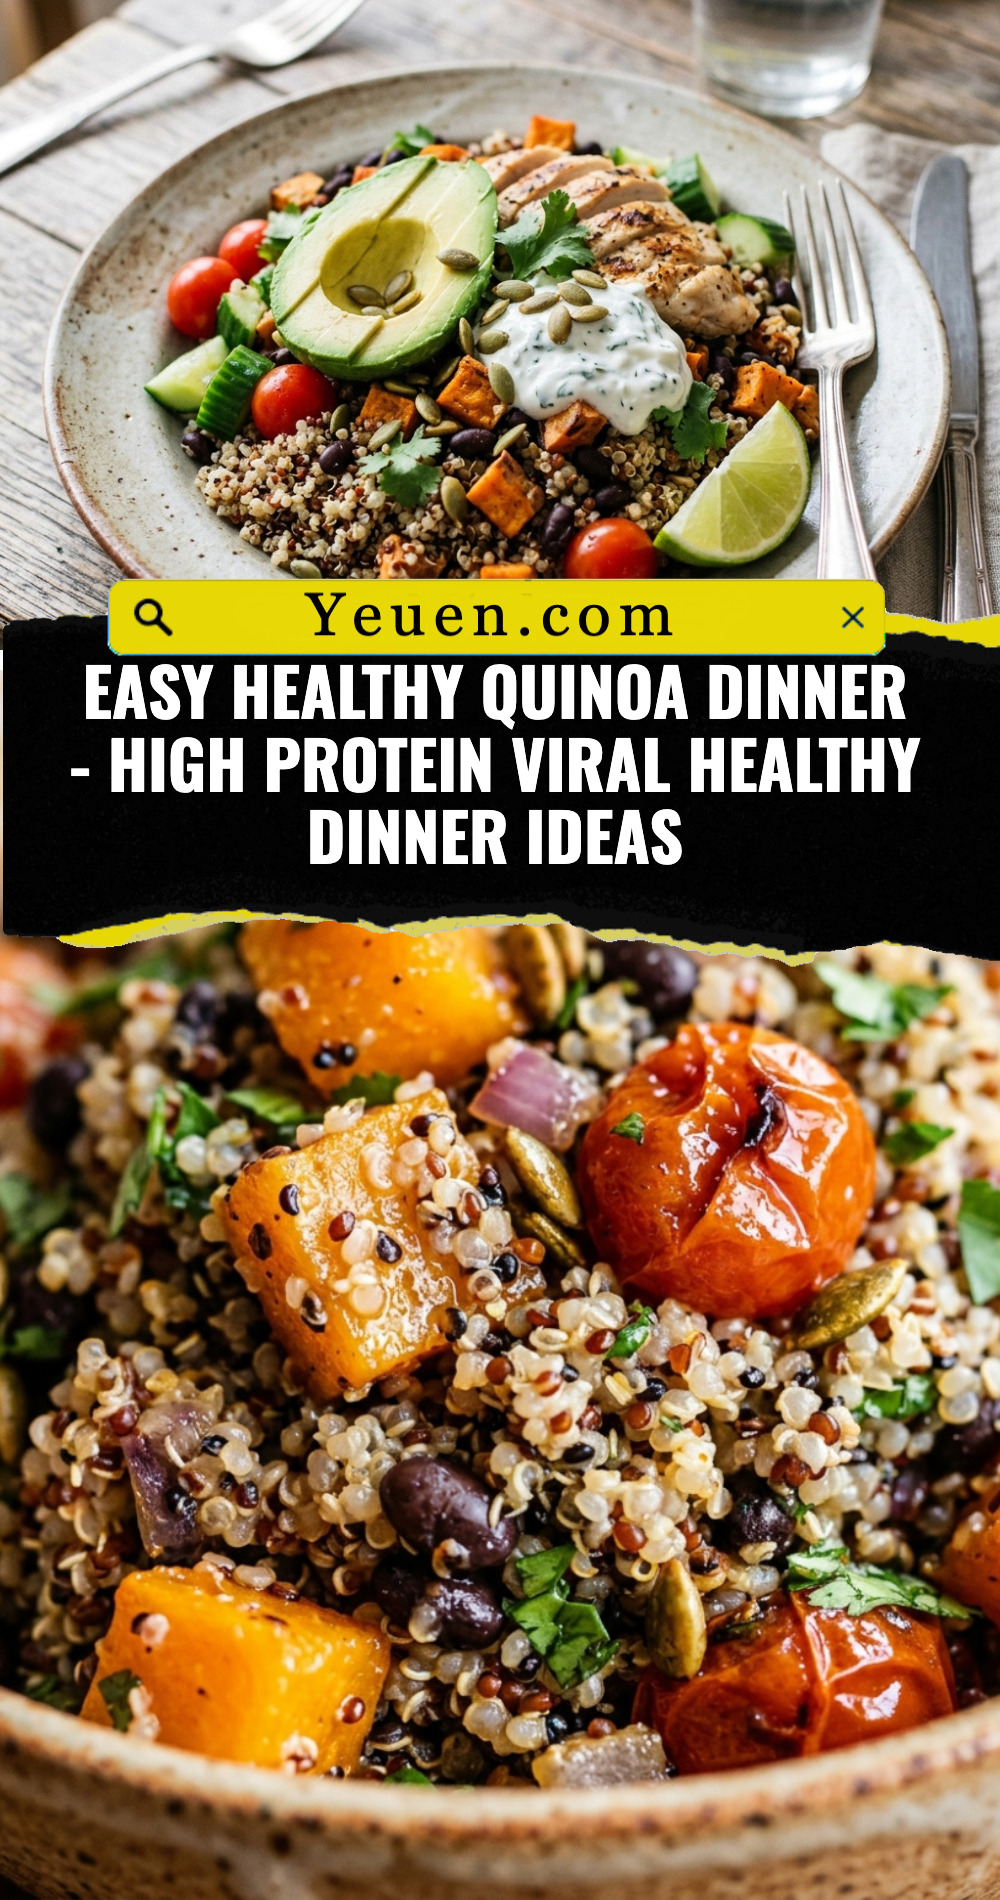 Yeuen.com
EASY HEALTHY QUINOA DINNER
- HIGH PROTEIN VIRAL HEALTHY
DINNER IDEAS